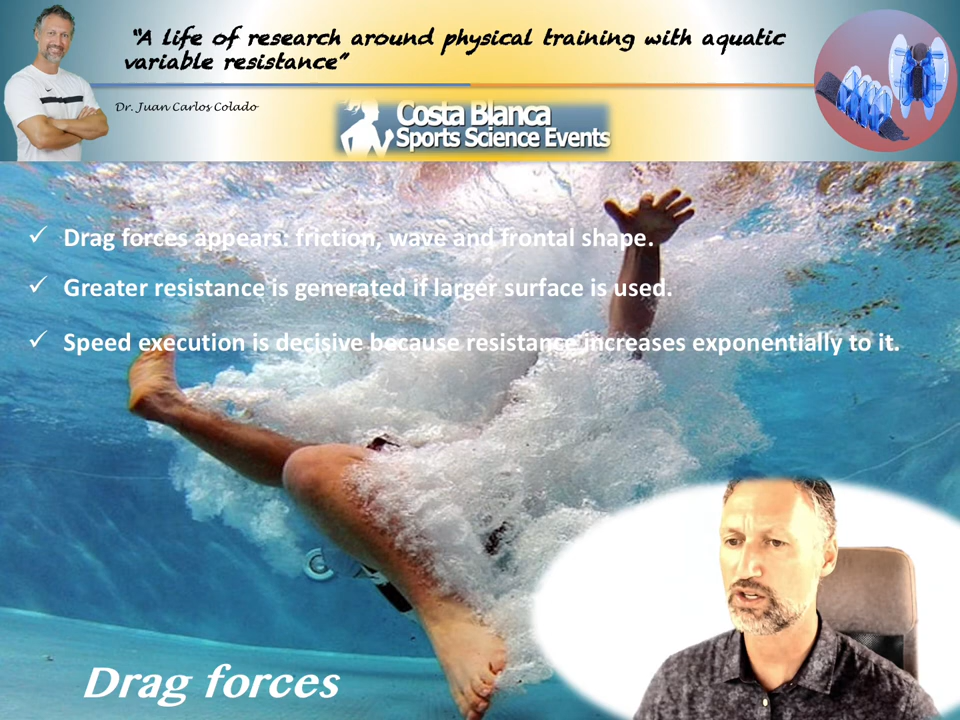 "A life of research around physical training with aquatic
variable resistance"
Dr. Juan Carlos Colado
Costa Blanca
Sports Science Events
✓ Drag forces appears: friction, wave and frontal shape.
✓ Greater resistance is generated if larger surface is used.
✓ Speed execution is decisive because resistance increases exponentially to it.
Drag forces